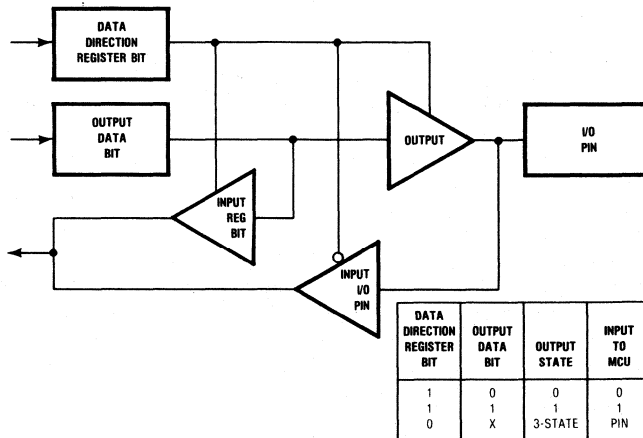 DATA
DIRECTION
REGISTER BIT
OUTPUT
DATA
BIT
OUTPUT
I/O
PIN
INPUT
REG
BIT
INPUT
I/O
PIN
DATA
DIRECTION
REGISTER
BIT
OUTPUT
DATA
BIT
OUTPUT
STATE
INPUT
TO
MCU
1 0 0 0
1 1 1 1
0 X 3-STATE PIN